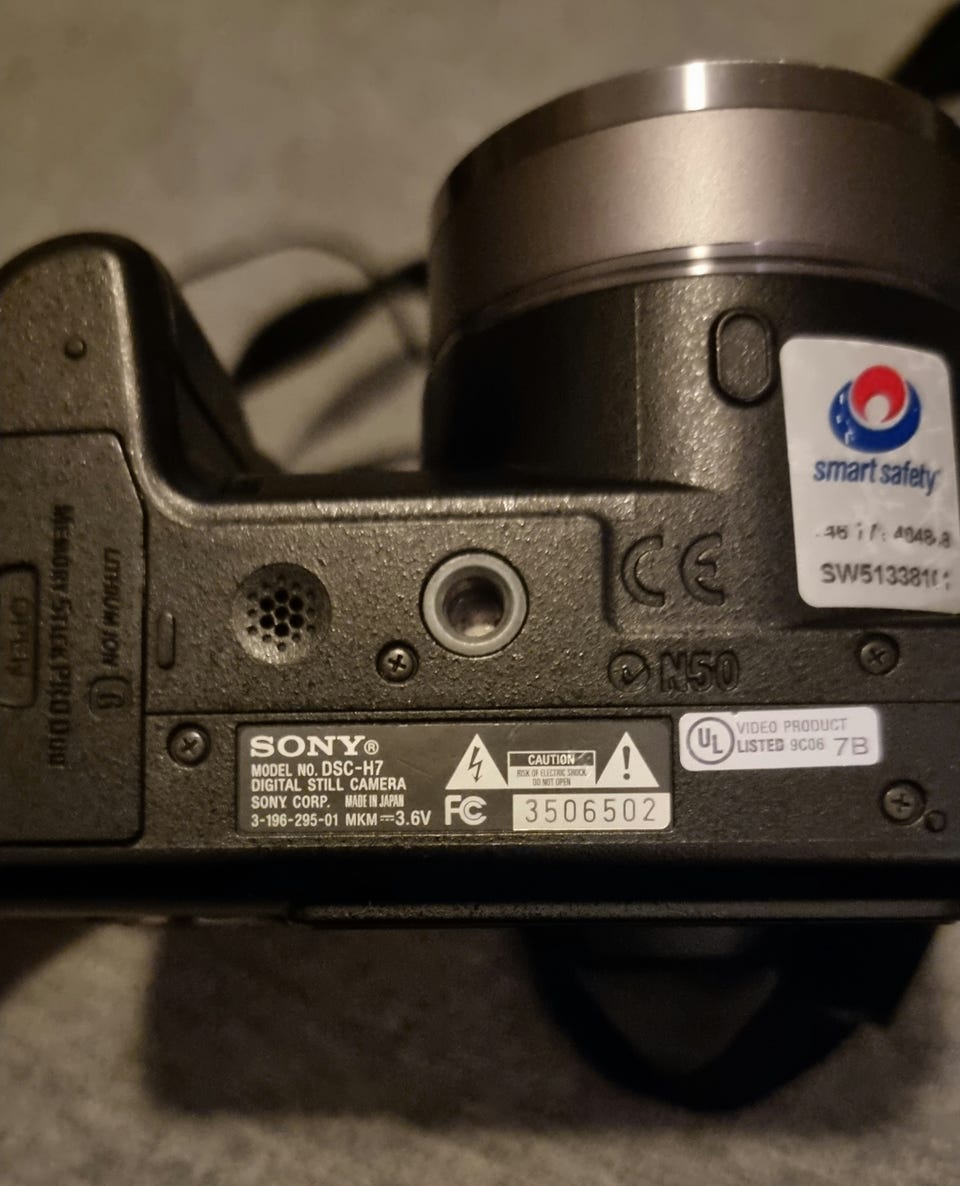 smart safety
SW513381
CE
N50
MEMORY STICK PRO DUO
LITHIUM ION
OPEN
SONY®
MODEL NO. DSC-H7
DIGITAL STILL CAMERA
SONY CORP. MADE IN JAPAN
3-196-295-01 MKM ⎓3.6V
CAUTION
RISK OF ELECTRIC SHOCK
DO NOT OPEN
FC
3506502
UL
VIDEO PRODUCT
LISTED 9C06 7B